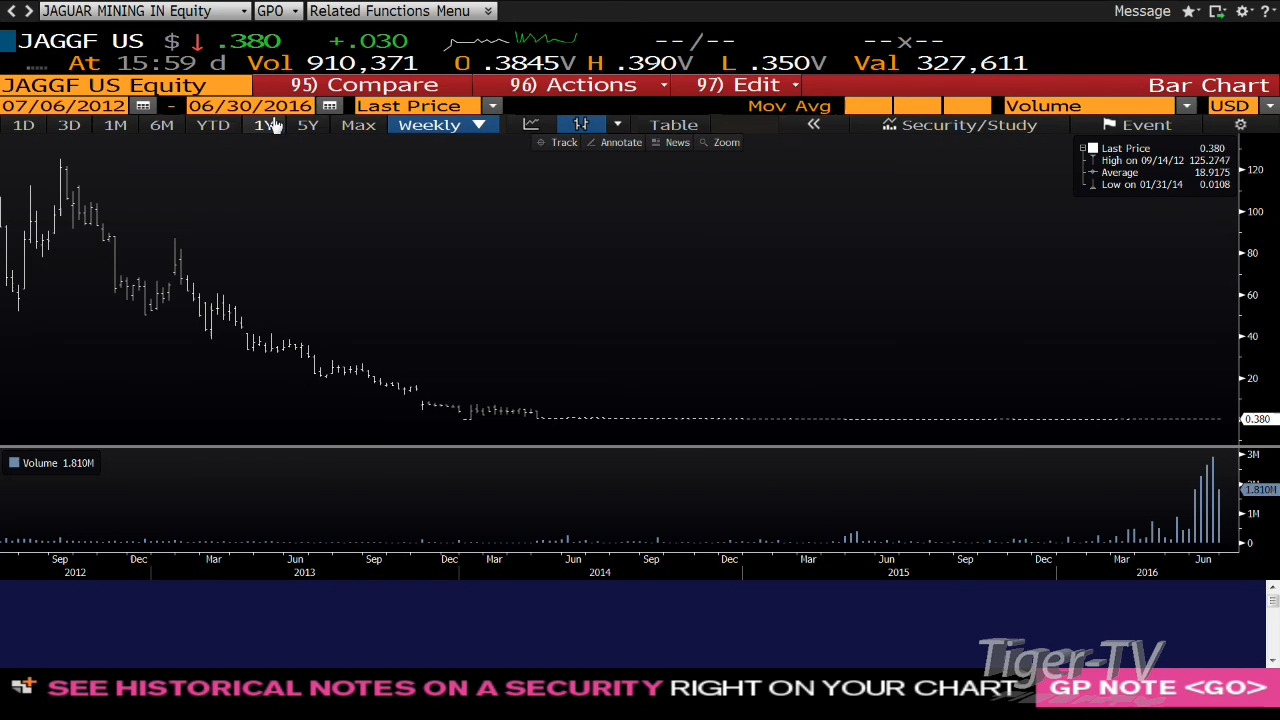 JAGUAR MINING IN Equity GPO Related Functions Menu Message ?
JAGGF US $ .380 +.030 --/-- --x--
At 15:59 d Vol 910,371 O .3845V H .390V L .350V Val 327,611
JAGGF US Equity 95) Compare 96) Actions 97) Edit Bar Chart
07/06/2012 - 06/30/2016 Last Price Mov Avg Volume USD
1D 3D 1M 6M YTD 1Y 5Y Max Weekly Table « Security/Study Event
Track Annotate News Zoom
Last Price 0.380
High on 09/14/12 125.2747
Average 18.9175
Low on 01/31/14 0.0108
120
100
80
60
40
20
0.380
Volume 1.810M
3M
1.810M
1M
0
Sep Dec Mar Jun Sep Dec Mar Jun Sep Dec Mar Jun Sep Dec Mar Jun
2012 2013 2014 2015 2016
Tiger-TV
SEE HISTORICAL NOTES ON A SECURITY RIGHT ON YOUR CHART GP NOTE <GO>